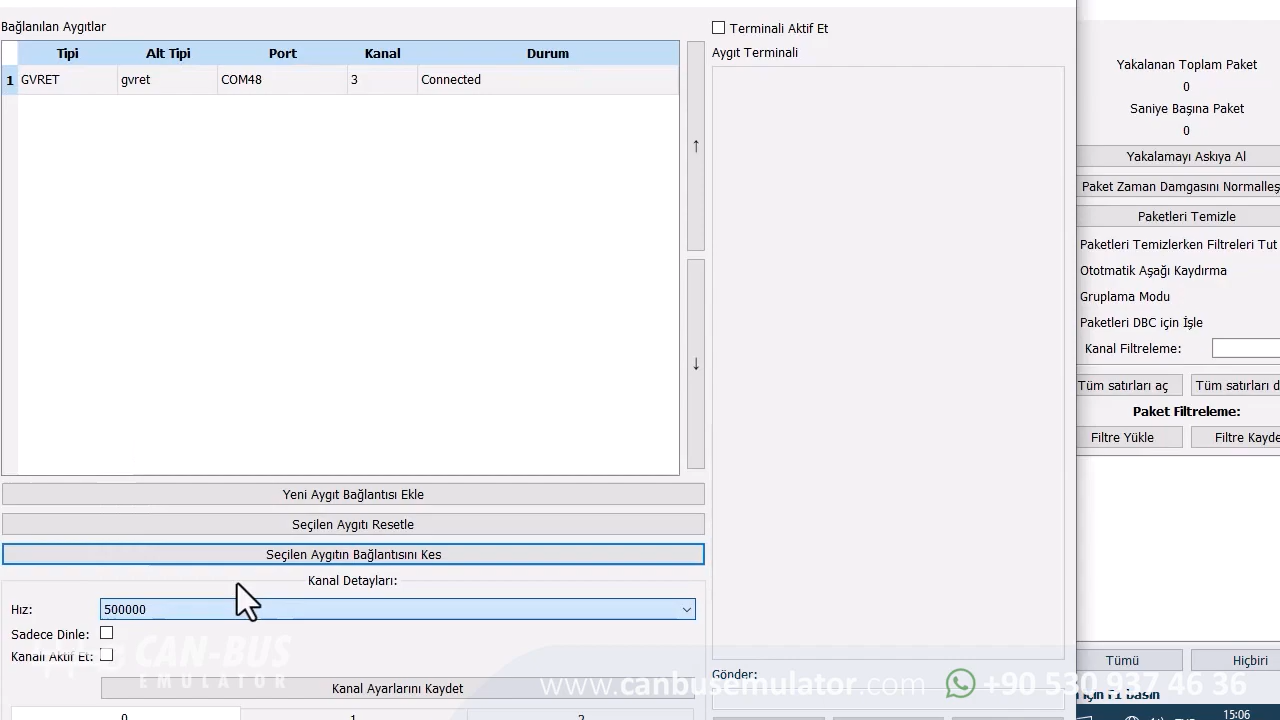 Bağlanılan Aygıtlar
Tipi Alt Tipi Port Kanal Durum
1 GVRET gvret COM48 3 Connected
↑
↓
Yeni Aygıt Bağlantısı Ekle
Seçilen Aygıtı Resetle
Seçilen Aygıtın Bağlantısını Kes
Kanal Detayları:
Hız: 500000
Sadece Dinle:
Kanalı Aktif Et:
Kanal Ayarlarını Kaydet
0 1 2
Terminali Aktif Et
Aygıt Terminali
Gönder:
Yakalanan Toplam Paket
0
Saniye Başına Paket
0
Yakalamayı Askıya Al
Paket Zaman Damgasını Normalleş
Paketleri Temizle
Paketleri Temizlerken Filtreleri Tut
Ototmatik Aşağı Kaydırma
Gruplama Modu
Paketleri DBC için İşle
Kanal Filtreleme:
Tüm satırları aç Tüm satırları d
Paket Filtreleme:
Filtre Yükle Filtre Kayde
Tümü Hiçbiri
için F1 basın
15:06
CAN-BUS
EMULATOR
www.canbusemulator.com +90 530 937 46 36